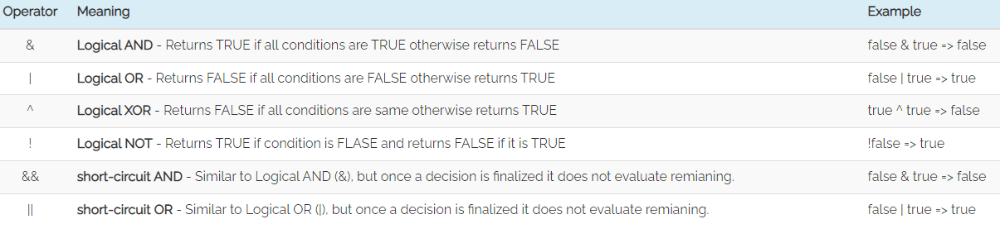 Operator Meaning Example
& Logical AND - Returns TRUE if all conditions are TRUE otherwise returns FALSE false & true => false
| Logical OR - Returns FALSE if all conditions are FALSE otherwise returns TRUE false | true => true
^ Logical XOR - Returns FALSE if all conditions are same otherwise returns TRUE true ^ true => false
! Logical NOT - Returns TRUE if condition is FLASE and returns FALSE if it is TRUE !false => true
&& short-circuit AND - Similar to Logical AND (&), but once a decision is finalized it does not evaluate remianing. false & true => false
|| short-circuit OR - Similar to Logical OR (|), but once a decision is finalized it does not evaluate remianing. false | true => true